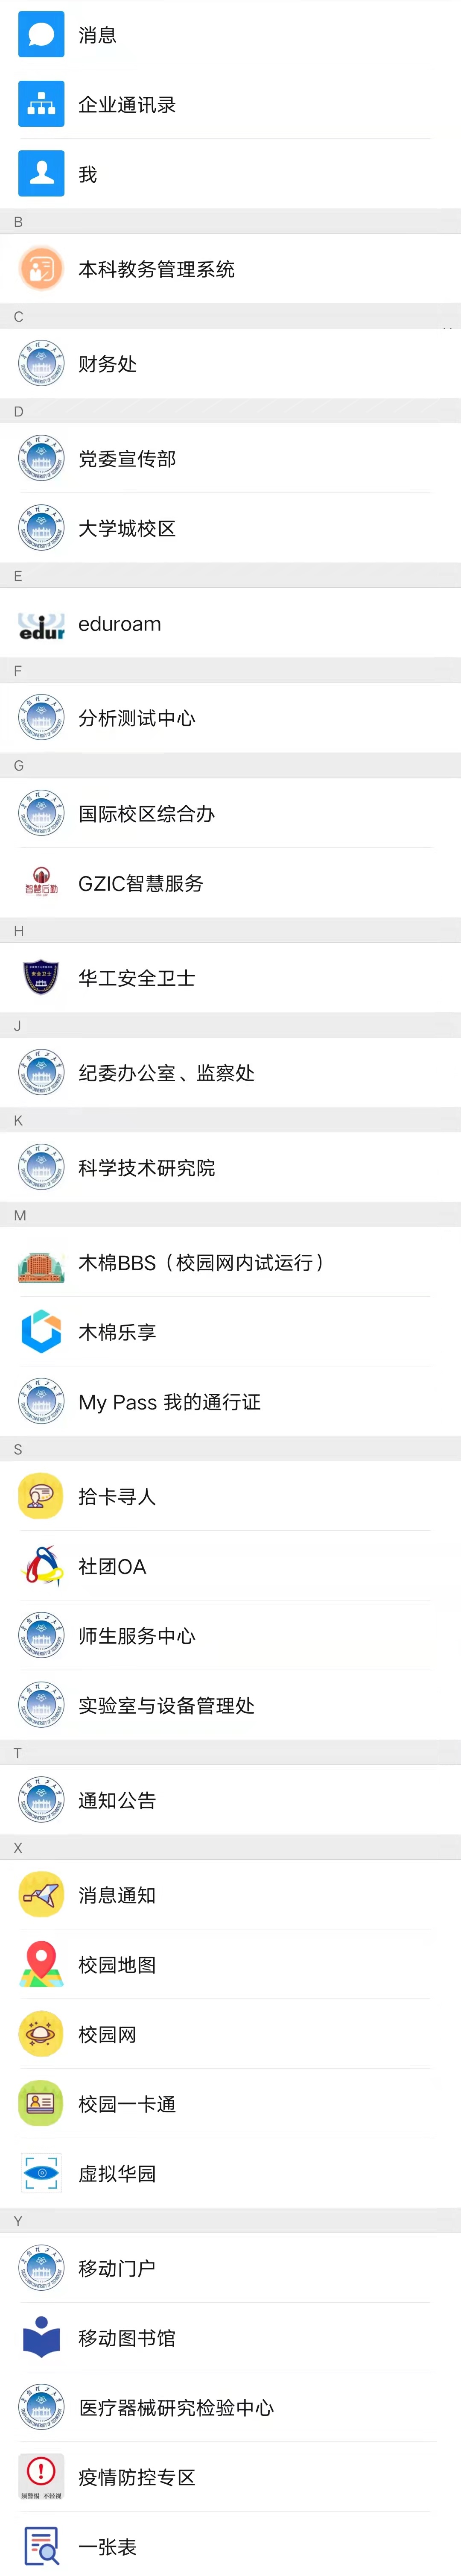 消息
企业通讯录
我
B
本科教务管理系统
C
财务处
D
党委宣传部
大学城校区
E
edur
eduroam
F
分析测试中心
G
国际校区综合办
智慧后勤
GZIC智慧服务
H
安全卫士
华工安全卫士
J
纪委办公室、监察处
K
科学技术研究院
M
木棉BBS（校园网内试运行）
木棉乐享
My Pass 我的通行证
S
拾卡寻人
社团OA
师生服务中心
实验室与设备管理处
T
通知公告
X
消息通知
校园地图
校园网
校园一卡通
虚拟华园
Y
移动门户
移动图书馆
医疗器械研究检验中心
疫情防控专区
一张表